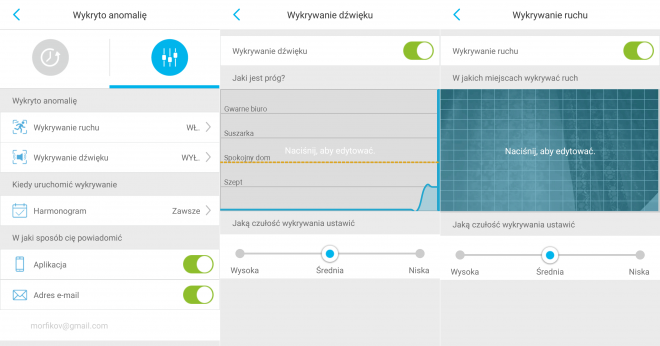 Wykryto anomalię
Wykryto anomalię
Wykrywanie ruchu WŁ.
Wykrywanie dźwięku WYŁ.
Kiedy uruchomić wykrywanie
Harmonogram Zawsze
W jaki sposób cię powiadomić
Aplikacja
Adres e-mail
morfikov@gmail.com
Wykrywanie dźwięku
Wykrywanie dźwięku
Jaki jest próg?
Gwarne biuro
Suszarka
Naciśnij, aby edytować.
Spokojny dom
Szept
Jaką czułość wykrywania ustawić
Wysoka Średnia Niska
Wykrywanie ruchu
Wykrywanie ruchu
W jakich miejscach wykrywać ruch
Naciśnij, aby edytować.
Jaką czułość wykrywania ustawić
Wysoka Średnia Niska